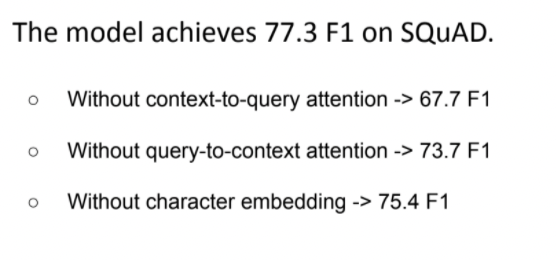 The model achieves 77.3 F1 on SQuAD.
○ Without context-to-query attention -> 67.7 F1
○ Without query-to-context attention -> 73.7 F1
○ Without character embedding -> 75.4 F1